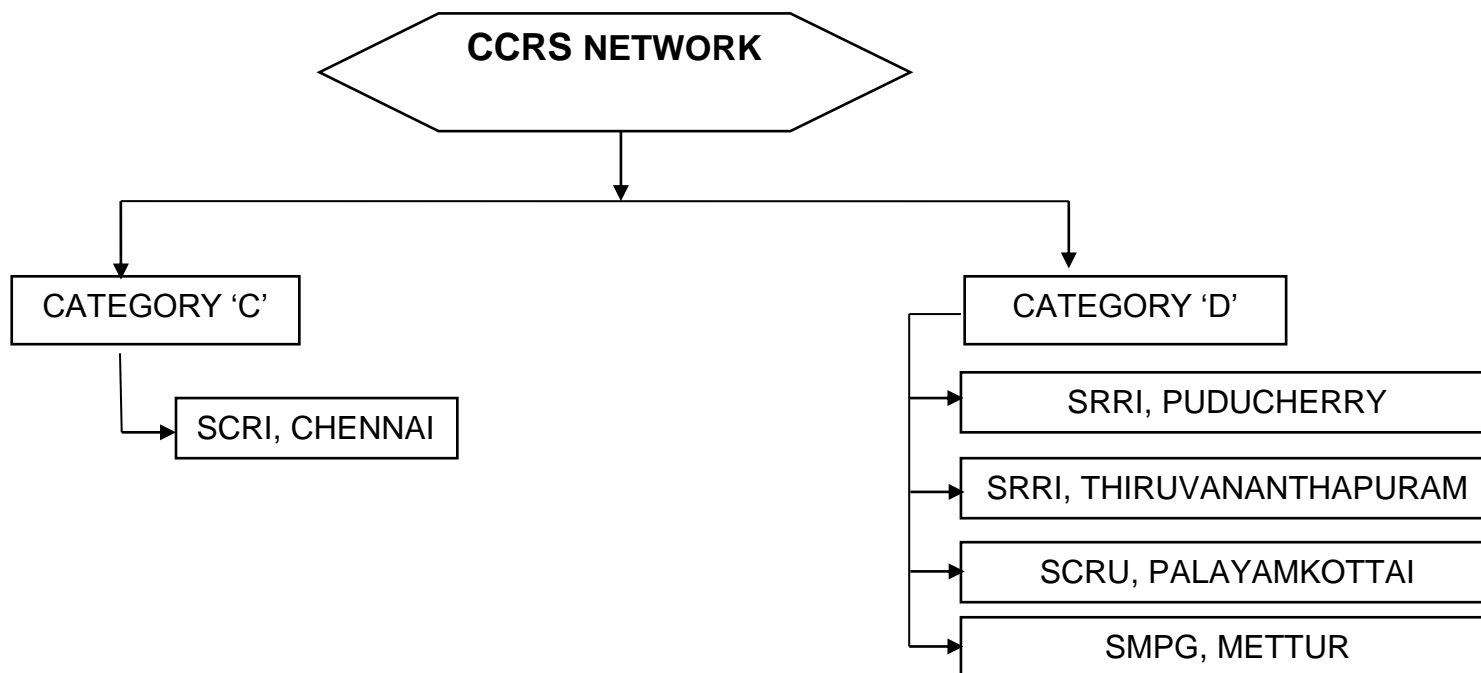 CCRS NETWORK
CATEGORY ‘C’
SCRI, CHENNAI
CATEGORY ‘D’
SRRI, PUDUCHERRY
SRRI, THIRUVANANTHAPURAM
SCRU, PALAYAMKOTTAI
SMPG, METTUR